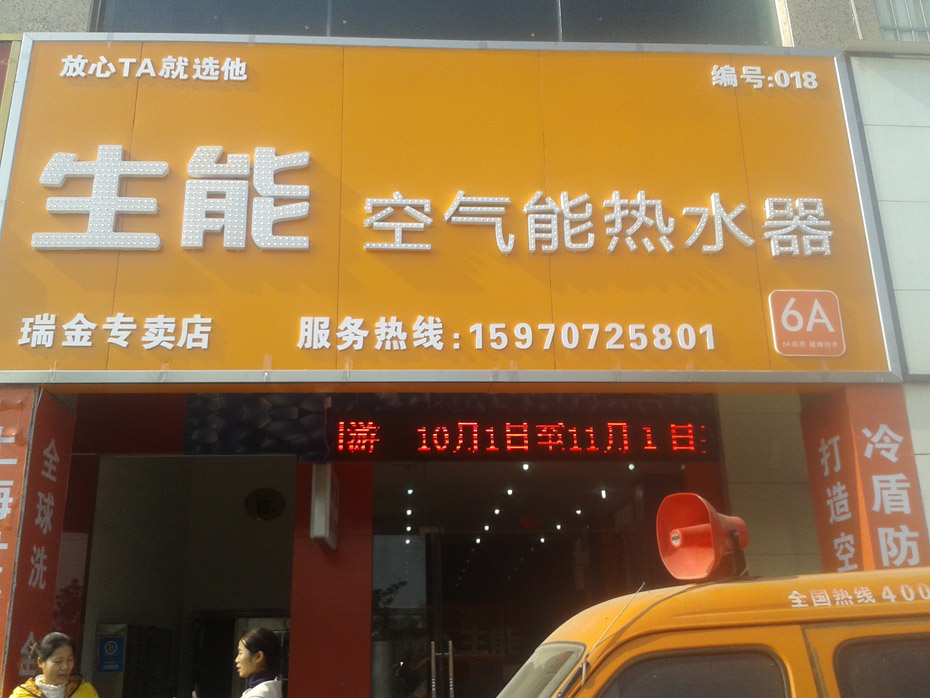 放心TA就选他
编号:018
生能 空气能热水器
瑞金专卖店
服务热线:15970725801
6A
游 10月1日至11月1日
全球洗
打造空
冷盾防
全国热线400